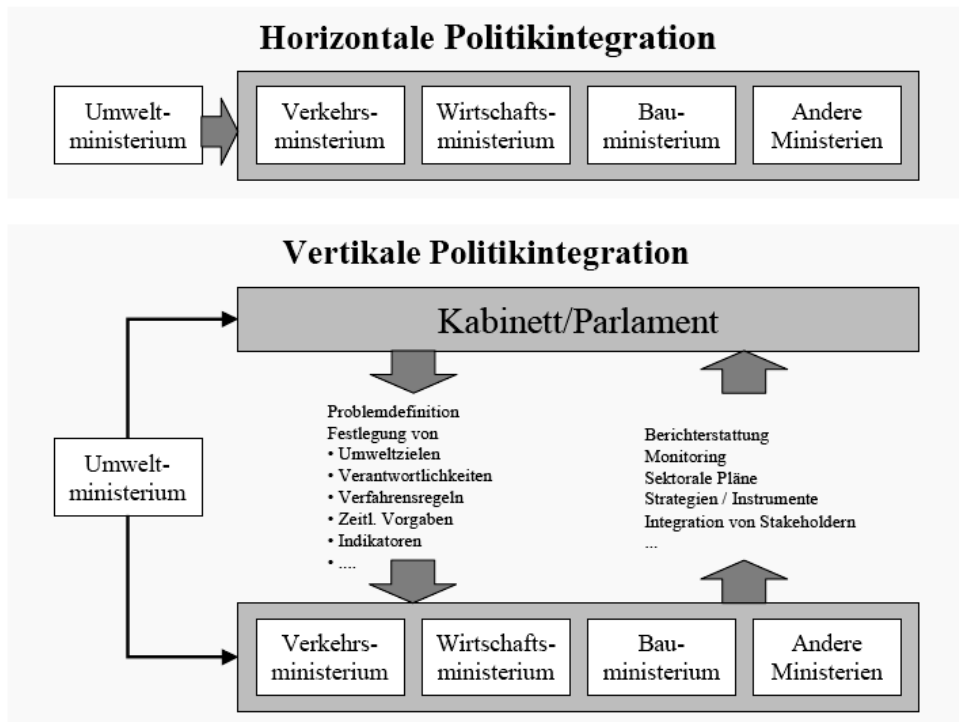 Horizontale Politikintegration
Umwelt-
ministerium
Verkehrs-
minsterium
Wirtschafts-
ministerium
Bau-
ministerium
Andere
Ministerien
Vertikale Politikintegration
Kabinett/Parlament
Umwelt-
ministerium
Problemdefinition
Festlegung von
• Umweltzielen
• Verantwortlichkeiten
• Verfahrensregeln
• Zeitl. Vorgaben
• Indikatoren
• ....
Berichterstattung
Monitoring
Sektorale Pläne
Strategien / Instrumente
Integration von Stakeholdern
...
Verkehrs-
ministerium
Wirtschafts-
ministerium
Bau-
ministerium
Andere
Ministerien